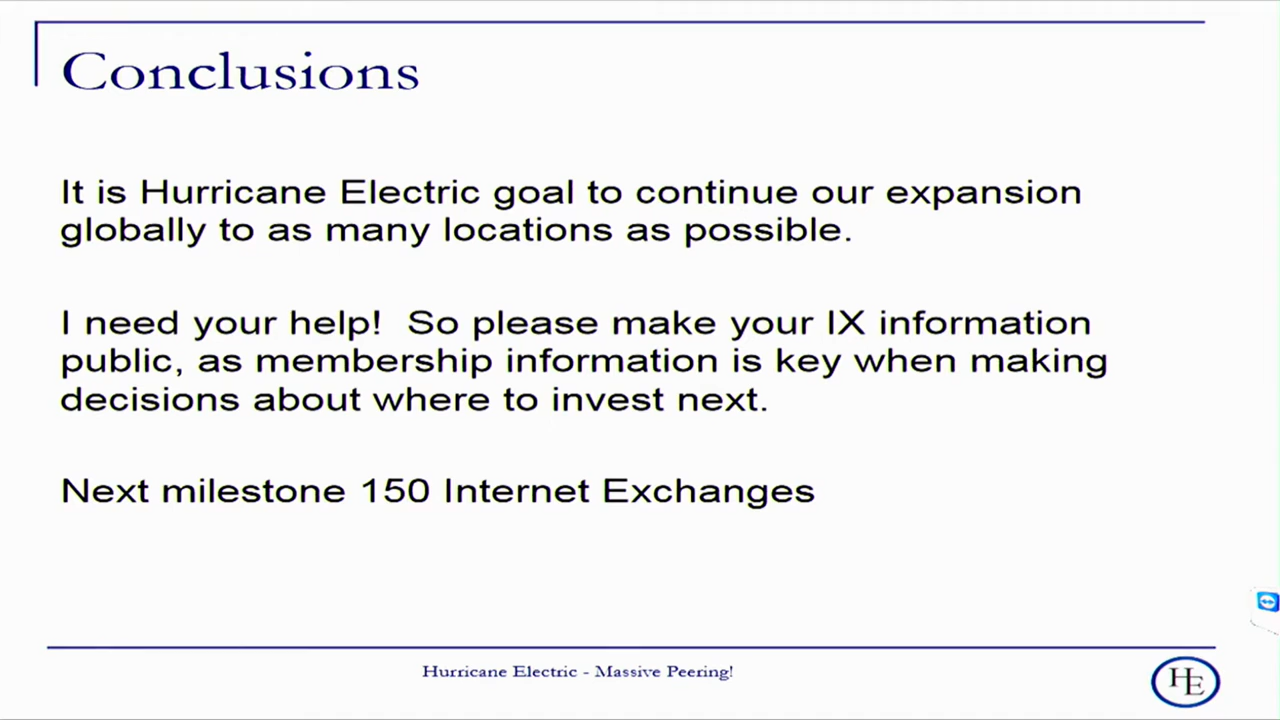 Conclusions
It is Hurricane Electric goal to continue our expansion
globally to as many locations as possible.
I need your help!  So please make your IX information
public, as membership information is key when making
decisions about where to invest next.
Next milestone 150 Internet Exchanges
Hurricane Electric - Massive Peering!
HE